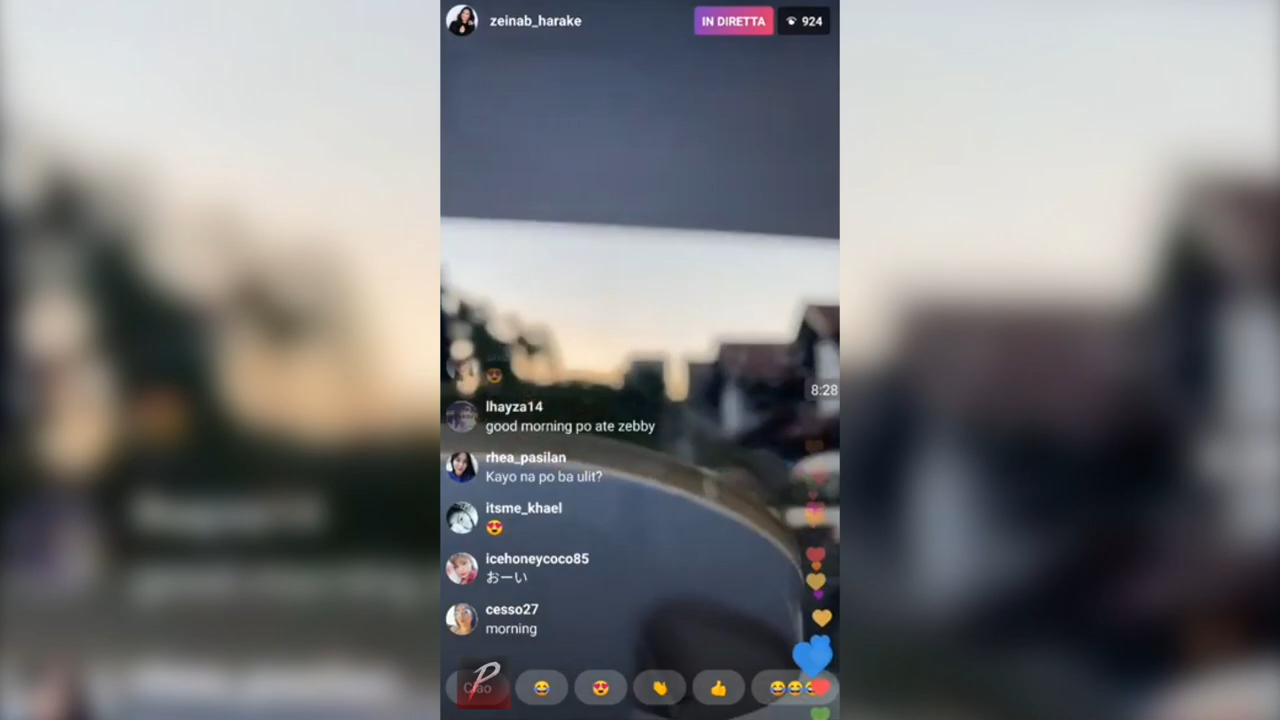 zeinab_harake
IN DIRETTA
924
8:28
lhayza14
good morning po ate zebby
rhea_pasilan
Kayo na po ba ulit?
itsme_khael
icehoneycoco85
おーい
cesso27
morning
Ciao
P